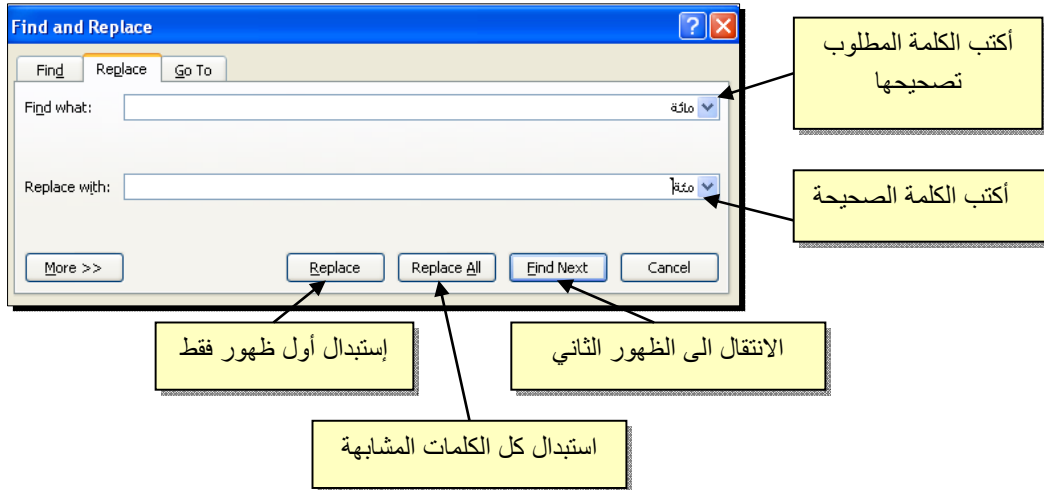 Find and Replace
أكتب الكلمة المطلوب
تصحيحها
Find Replace Go To
Find what: مائة
Replace with: مئة
أكتب الكلمة الصحيحة
More >> Replace Replace All Find Next Cancel
إستبدال أول ظهور فقط
الانتقال الى الظهور الثاني
استبدال كل الكلمات المشابهة